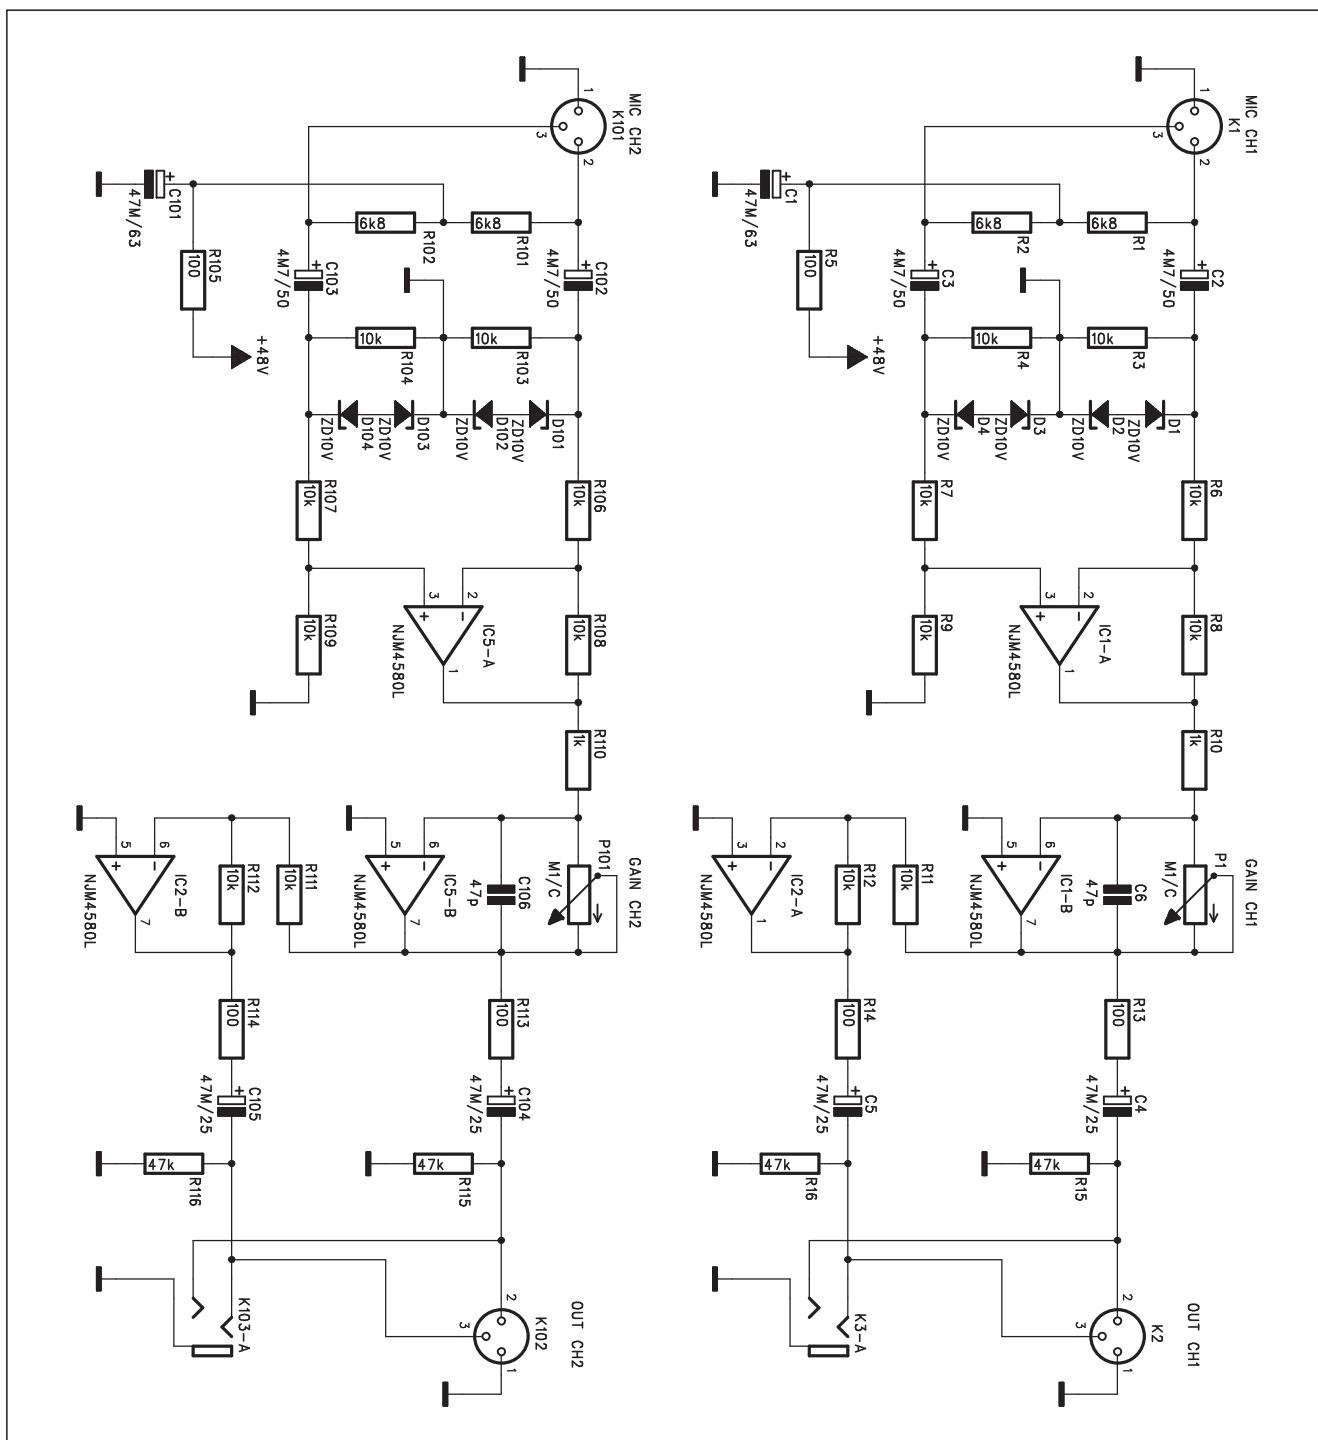 MIC CH1
K1
1
2
3
C1
47M/63
R1
6k8
R2
6k8
R5
100
+48V
C2
4M7/50
C3
4M7/50
R3
10k
R4
10k
D1
ZD10V
D2
ZD10V
D3
ZD10V
D4
ZD10V
R6
10k
R7
10k
R8
10k
R9
10k
2
3
1
IC1-A
NJM4580L
R10
1k
GAIN CH1
P1
M1/C
C6
47p
6
5
7
IC1-B
NJM4580L
R11
10k
R12
10k
2
3
1
IC2-A
NJM4580L
R13
100
R14
100
C4
47M/25
C5
47M/25
R15
47k
R16
47k
OUT CH1
K2
2
3
1
K3-A
MIC CH2
K101
1
2
3
C101
47M/63
R101
6k8
R102
6k8
R105
100
+48V
C102
4M7/50
C103
4M7/50
R103
10k
R104
10k
D101
ZD10V
D102
ZD10V
D103
ZD10V
D104
ZD10V
R106
10k
R107
10k
R108
10k
R109
10k
2
3
1
IC5-A
NJM4580L
R110
1k
GAIN CH2
P101
M1/C
C106
47p
6
5
7
IC5-B
NJM4580L
R111
10k
R112
10k
6
5
7
IC2-B
NJM4580L
R113
100
R114
100
C104
47M/25
C105
47M/25
R115
47k
R116
47k
OUT CH2
K102
2
3
1
K103-A